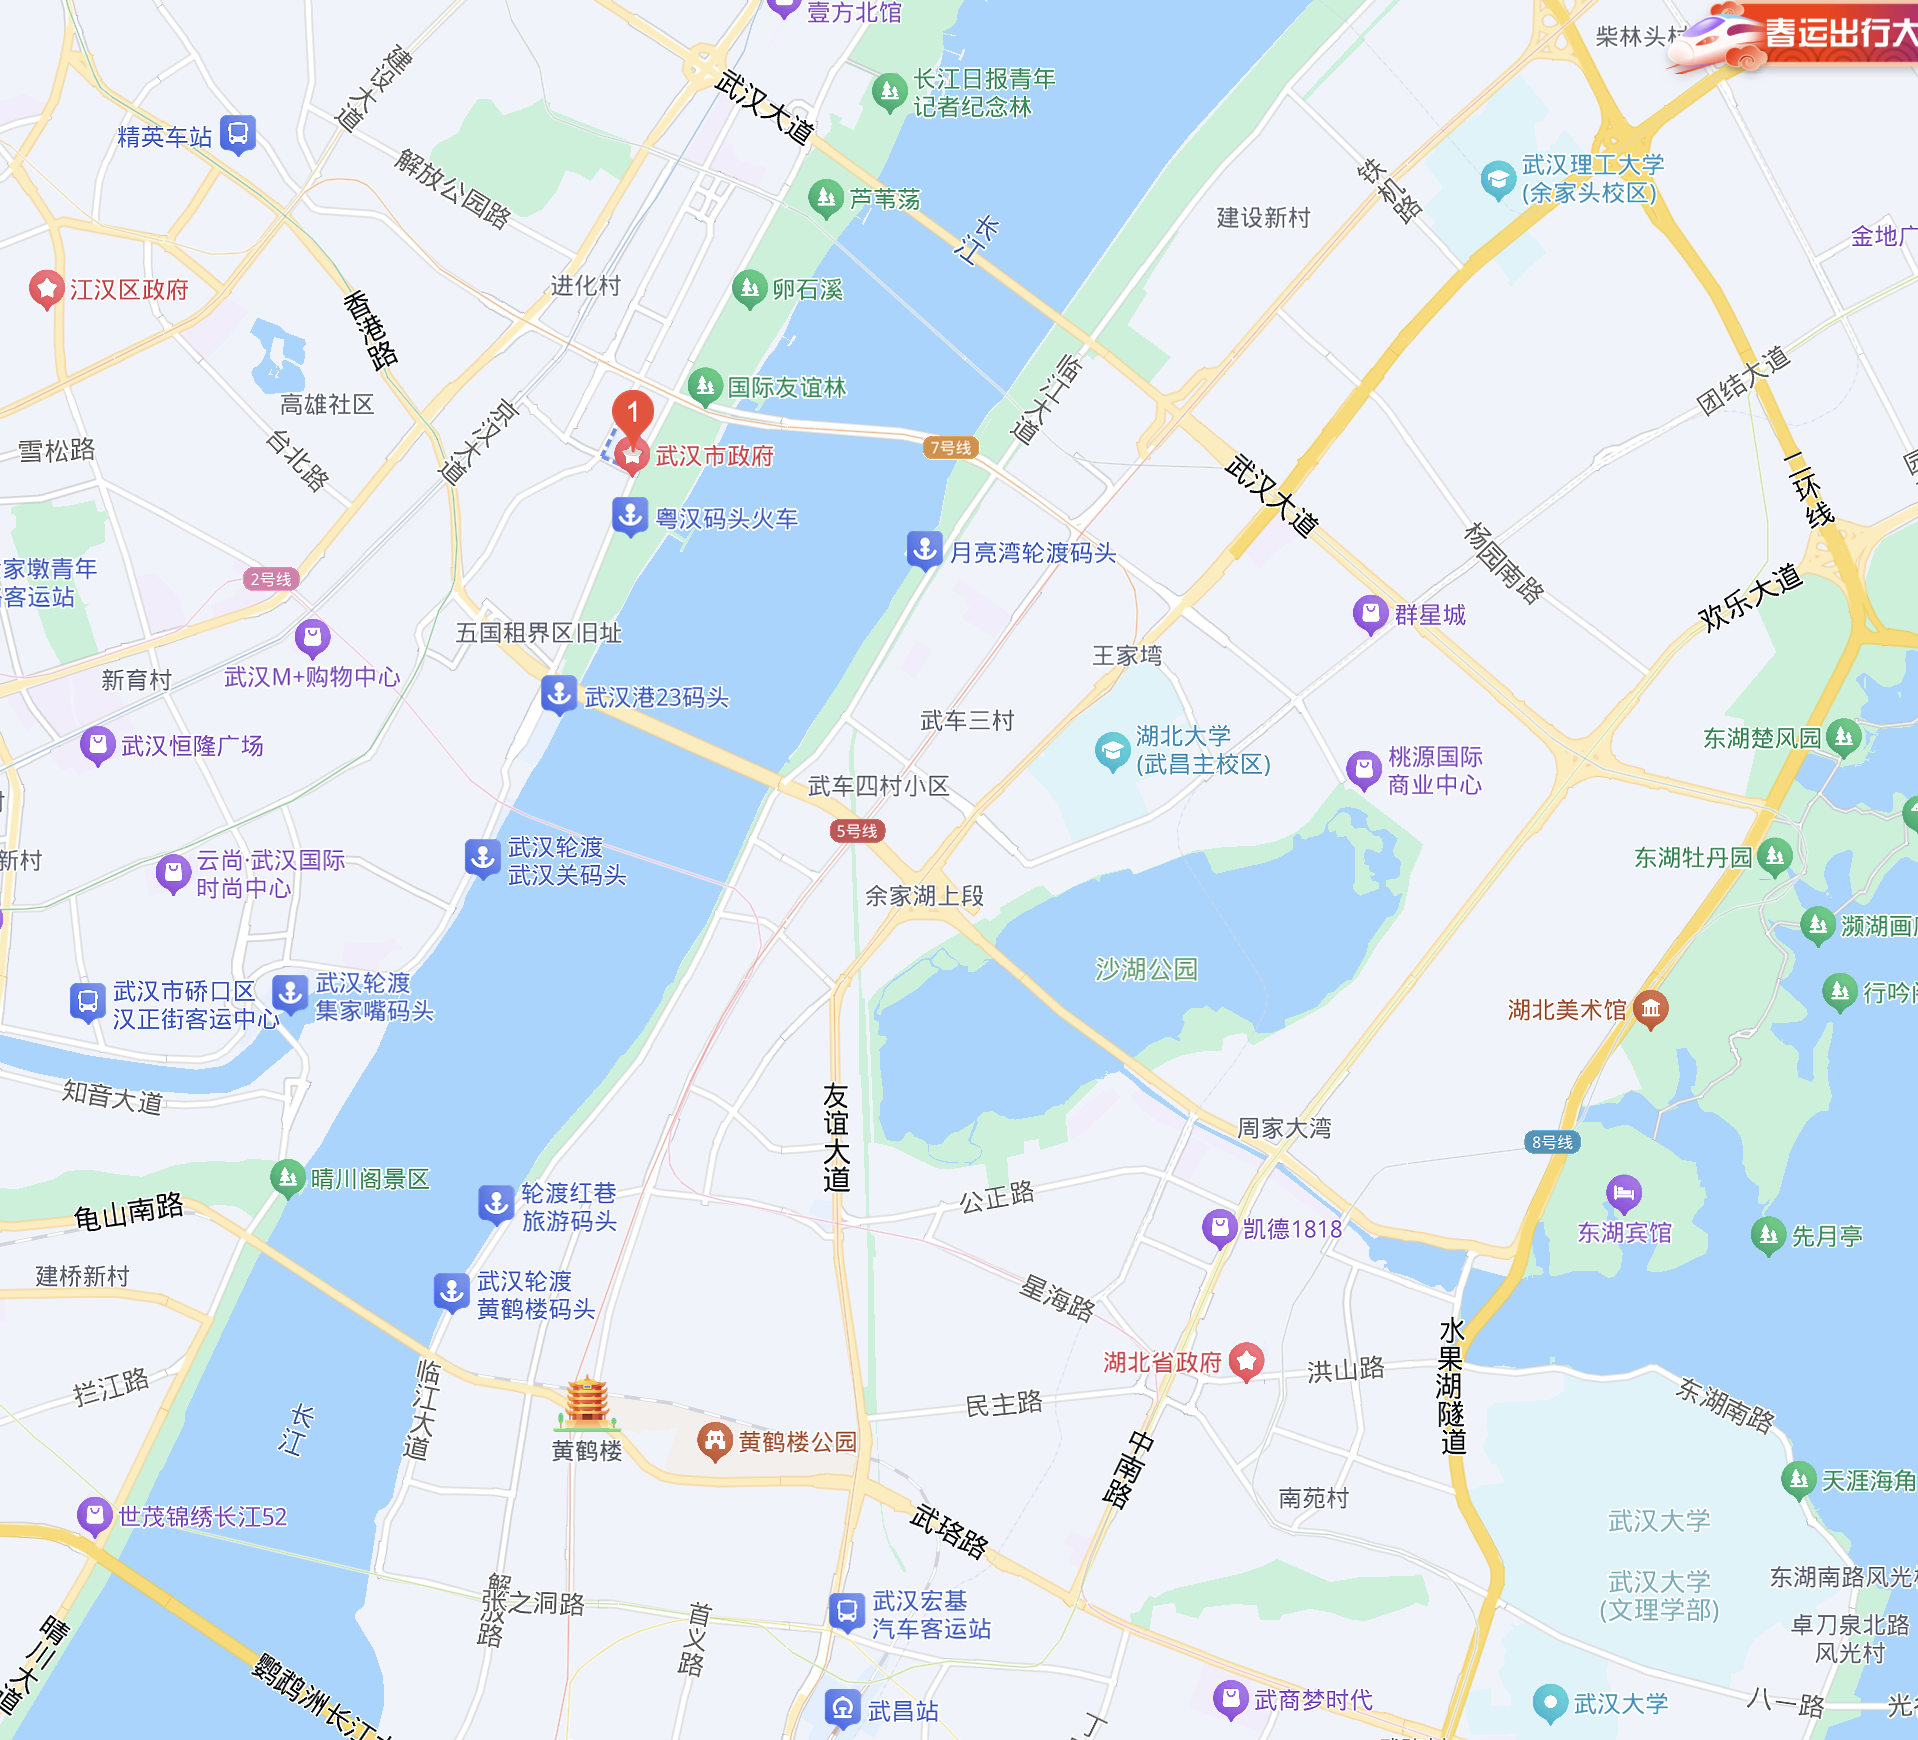 壹方北馆
柴林头村
春运出行大
建设大道
武汉大道
长江日报青年
记者纪念林
精英车站
解放公园路
芦苇荡
长江
铁机路
武汉理工大学
(余家头校区)
建设新村
金地广
江汉区政府
进化村
卵石溪
香港路
国际友谊林
临江大道
团结大道
高雄社区
京汉大道
1
雪松路
台北路
武汉市政府
7号线
武汉大道
二环线
粤汉码头火车
月亮湾轮渡码头
杨园南路
家墩青年
客运站
2号线
欢乐大道
群星城
五国租界区旧址
武汉M+购物中心
新育村
王家塆
武汉港23码头
武车三村
武汉恒隆广场
湖北大学
(武昌主校区)
东湖楚风园
桃源国际
商业中心
武车四村小区
5号线
武汉轮渡
武汉关码头
云尚·武汉国际
时尚中心
新村
东湖牡丹园
余家湖上段
濒湖画
沙湖公园
武汉市硚口区
汉正街客运中心
武汉轮渡
集家嘴码头
行吟
湖北美术馆
知音大道
友谊大道
周家大湾
8号线
晴川阁景区
龟山南路
轮渡红巷
旅游码头
公正路
凯德1818
东湖宾馆
先月亭
建桥新村
武汉轮渡
黄鹤楼码头
星海路
水果湖隧道
湖北省政府
洪山路
拦江路
临江大道
民主路
东湖南路
长江
黄鹤楼
黄鹤楼公园
中南路
天涯海角
南苑村
世茂锦绣长江52
武珞路
武汉大学
东湖南路风光
武汉大学
(文理学部)
解放路
张之洞路
首义路
武汉宏基
汽车客运站
卓刀泉北路
风光村
晴川大道
鹦鹉洲长江大
武昌站
武商梦时代
武汉大学
八一路
光
丁